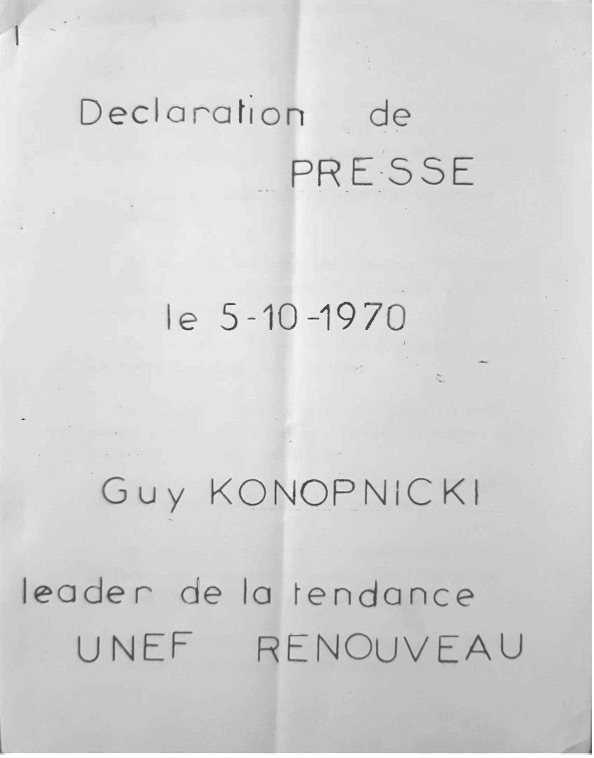 Declaration de
PRESSE
le 5-10-1970
Guy KONOPNiCKI
leader de la tendance
UNEF RENOUVEAU